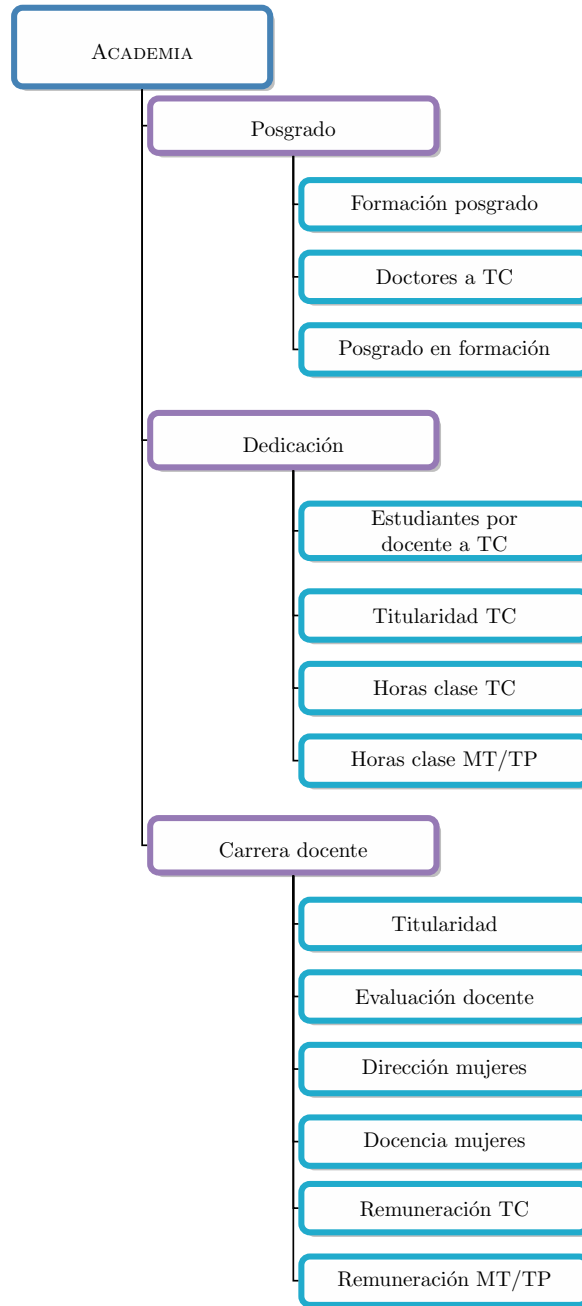 ACADEMIA
Posgrado
Formación posgrado
Doctores a TC
Posgrado en formación
Dedicación
Estudiantes por
docente a TC
Titularidad TC
Horas clase TC
Horas clase MT/TP
Carrera docente
Titularidad
Evaluación docente
Dirección mujeres
Docencia mujeres
Remuneración TC
Remuneración MT/TP